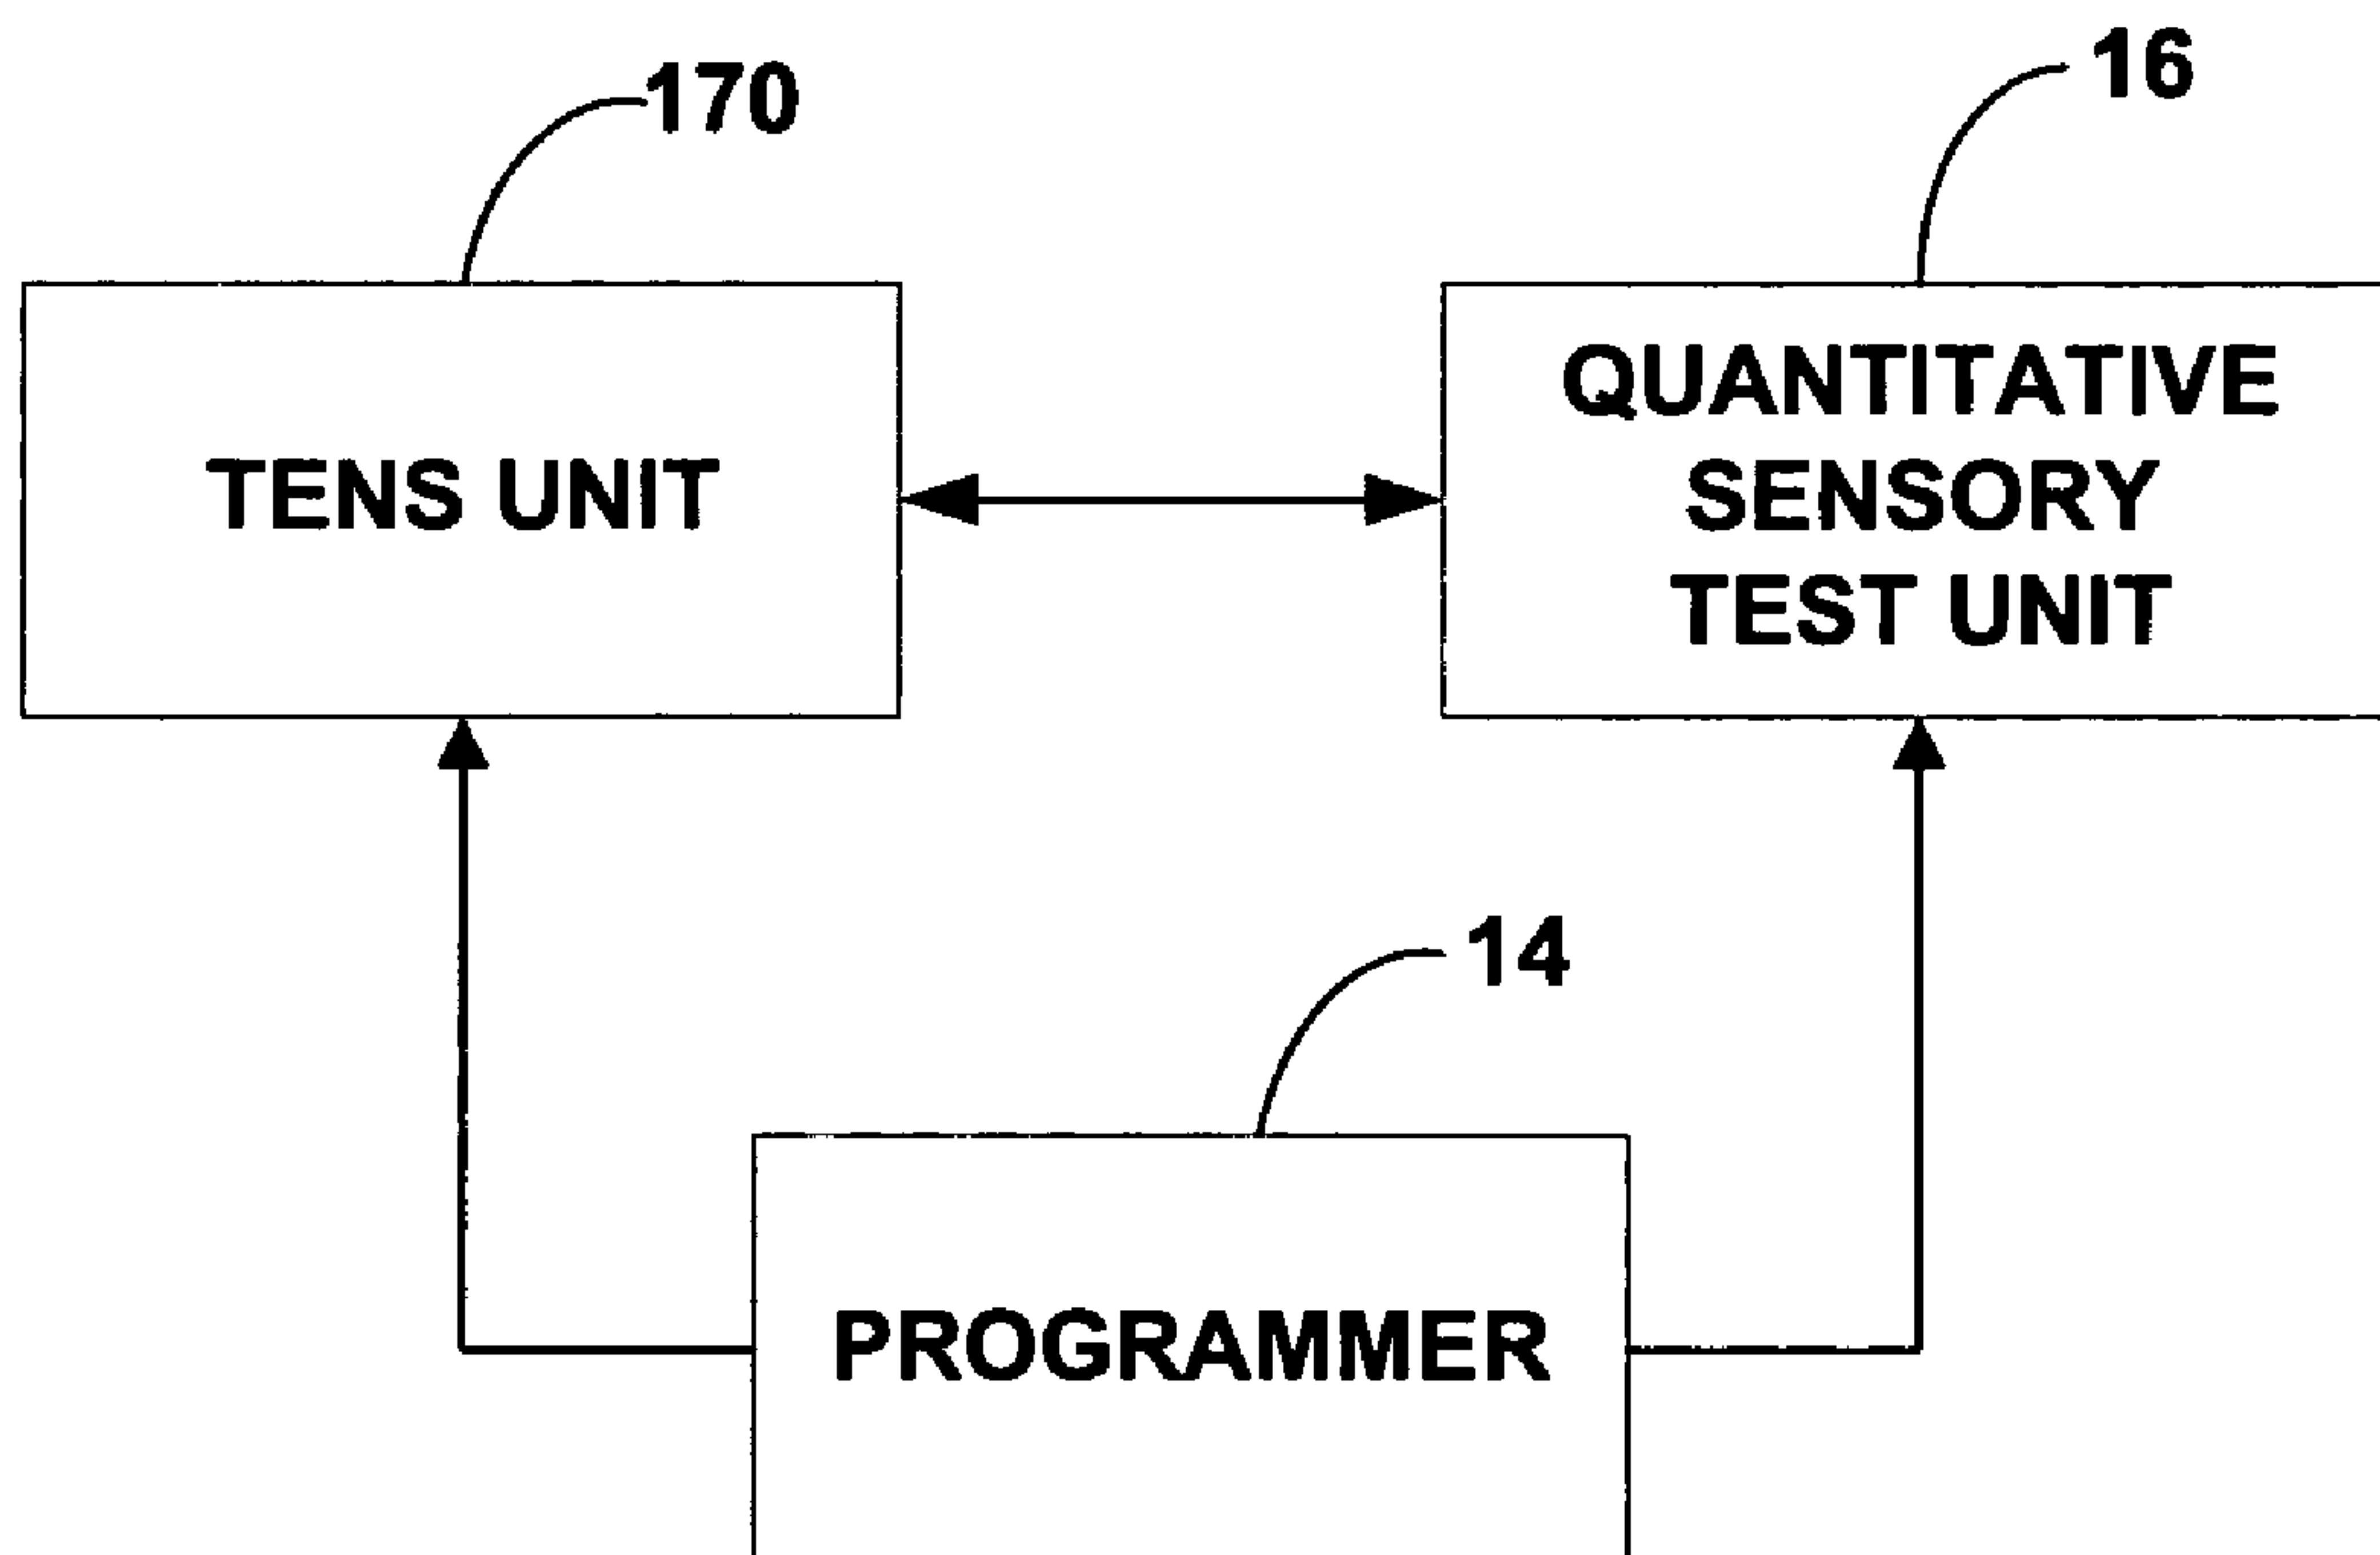 170
16
TENS UNIT
QUANTITATIVE
SENSORY
TEST UNIT
14
PROGRAMMER